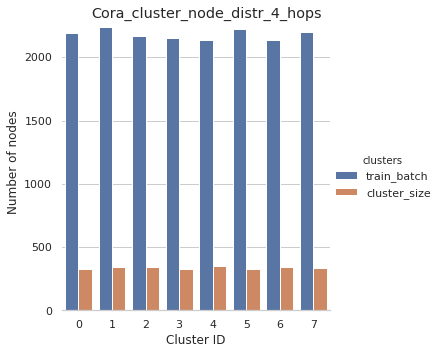 Cora_cluster_node_distr_4_hops
2000
1500
1000
500
0
Number of nodes
0 1 2 3 4 5 6 7
Cluster ID
clusters
train_batch
cluster_size